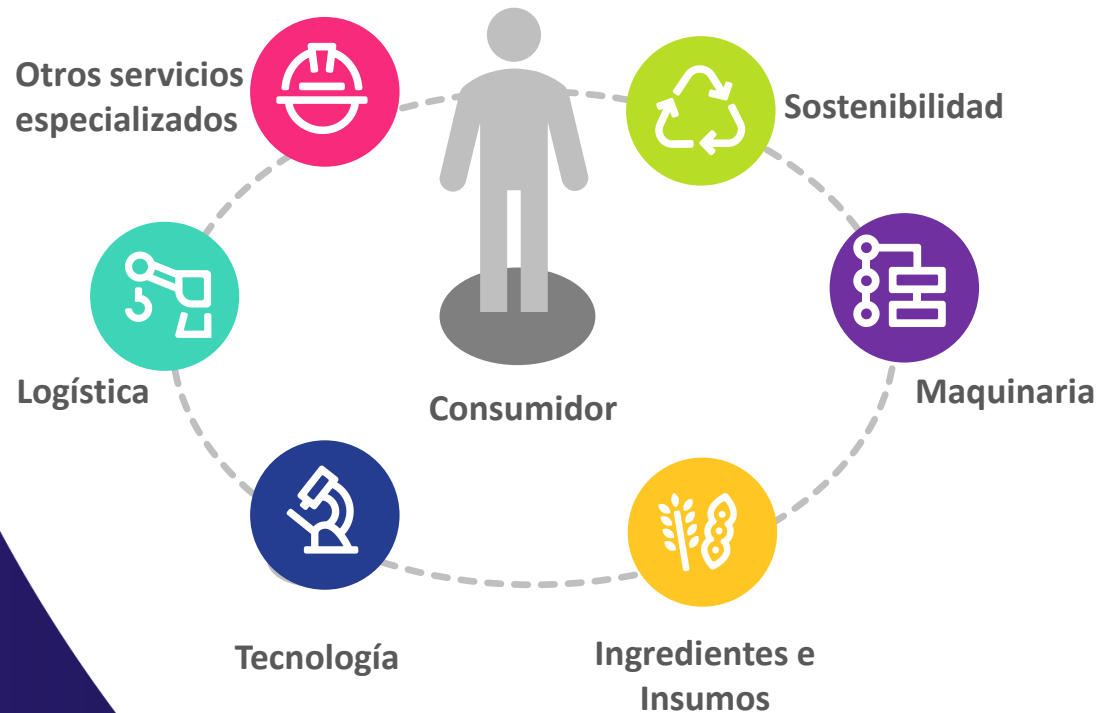 Otros servicios
especializados
Sostenibilidad
Logística
Consumidor
Maquinaria
Tecnología
Ingredientes e
Insumos